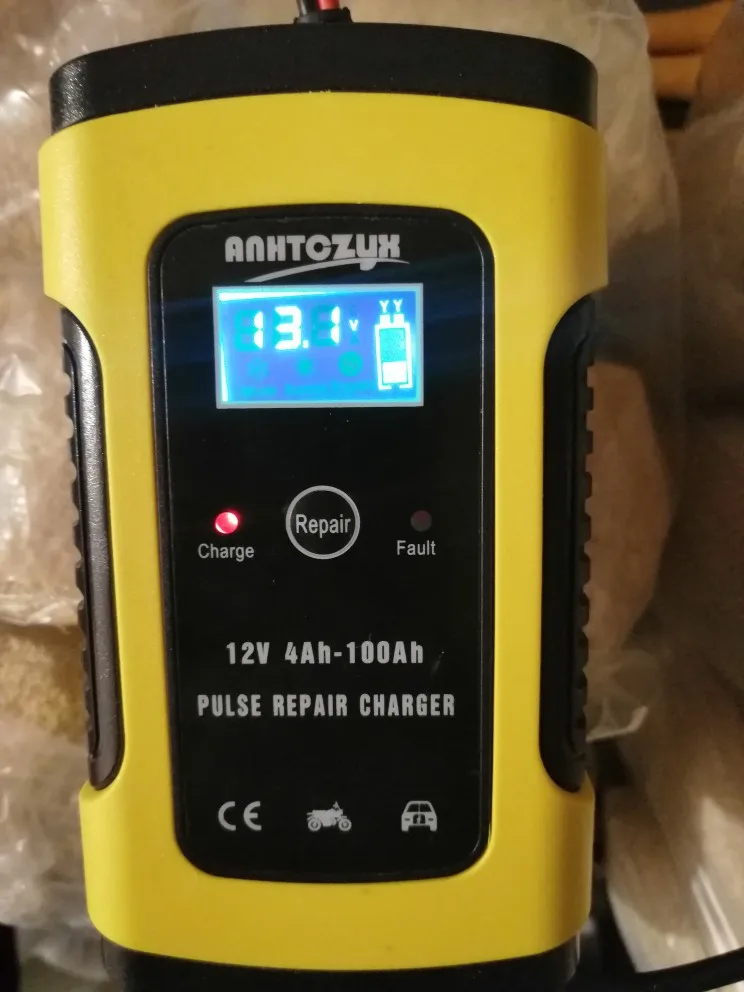 ANHTCZYX
13.1 V
Repair
Charge
Fault
12V 4Ah-100Ah
PULSE REPAIR CHARGER
CE